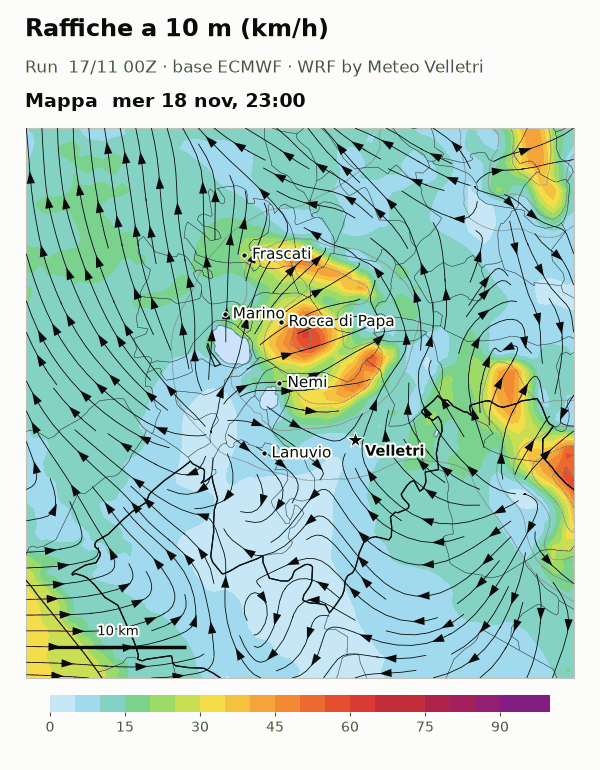 Raffiche a 10 m (km/h)
Run 17/11 00Z · base ECMWF · WRF by Meteo Velletri
Mappa mer 18 nov, 23:00
Frascati
Marino
Rocca di Papa
Nemi
Velletri
Lanuvio
10 km
0 15 30 45 60 75 90